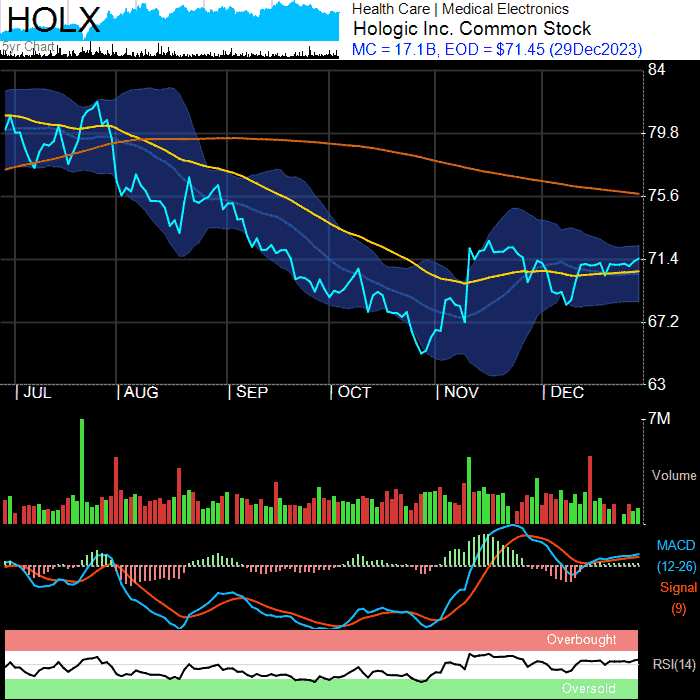 HOLX
5yr Chart
Health Care | Medical Electronics
Hologic Inc. Common Stock
MC = 17.1B, EOD = $71.45 (29Dec2023)
84
79.8
75.6
71.4
67.2
63
| JUL | AUG | SEP | OCT | NOV | DEC
7M
Volume
MACD
(12-26)
Signal
(9)
Overbought
RSI(14)
Oversold